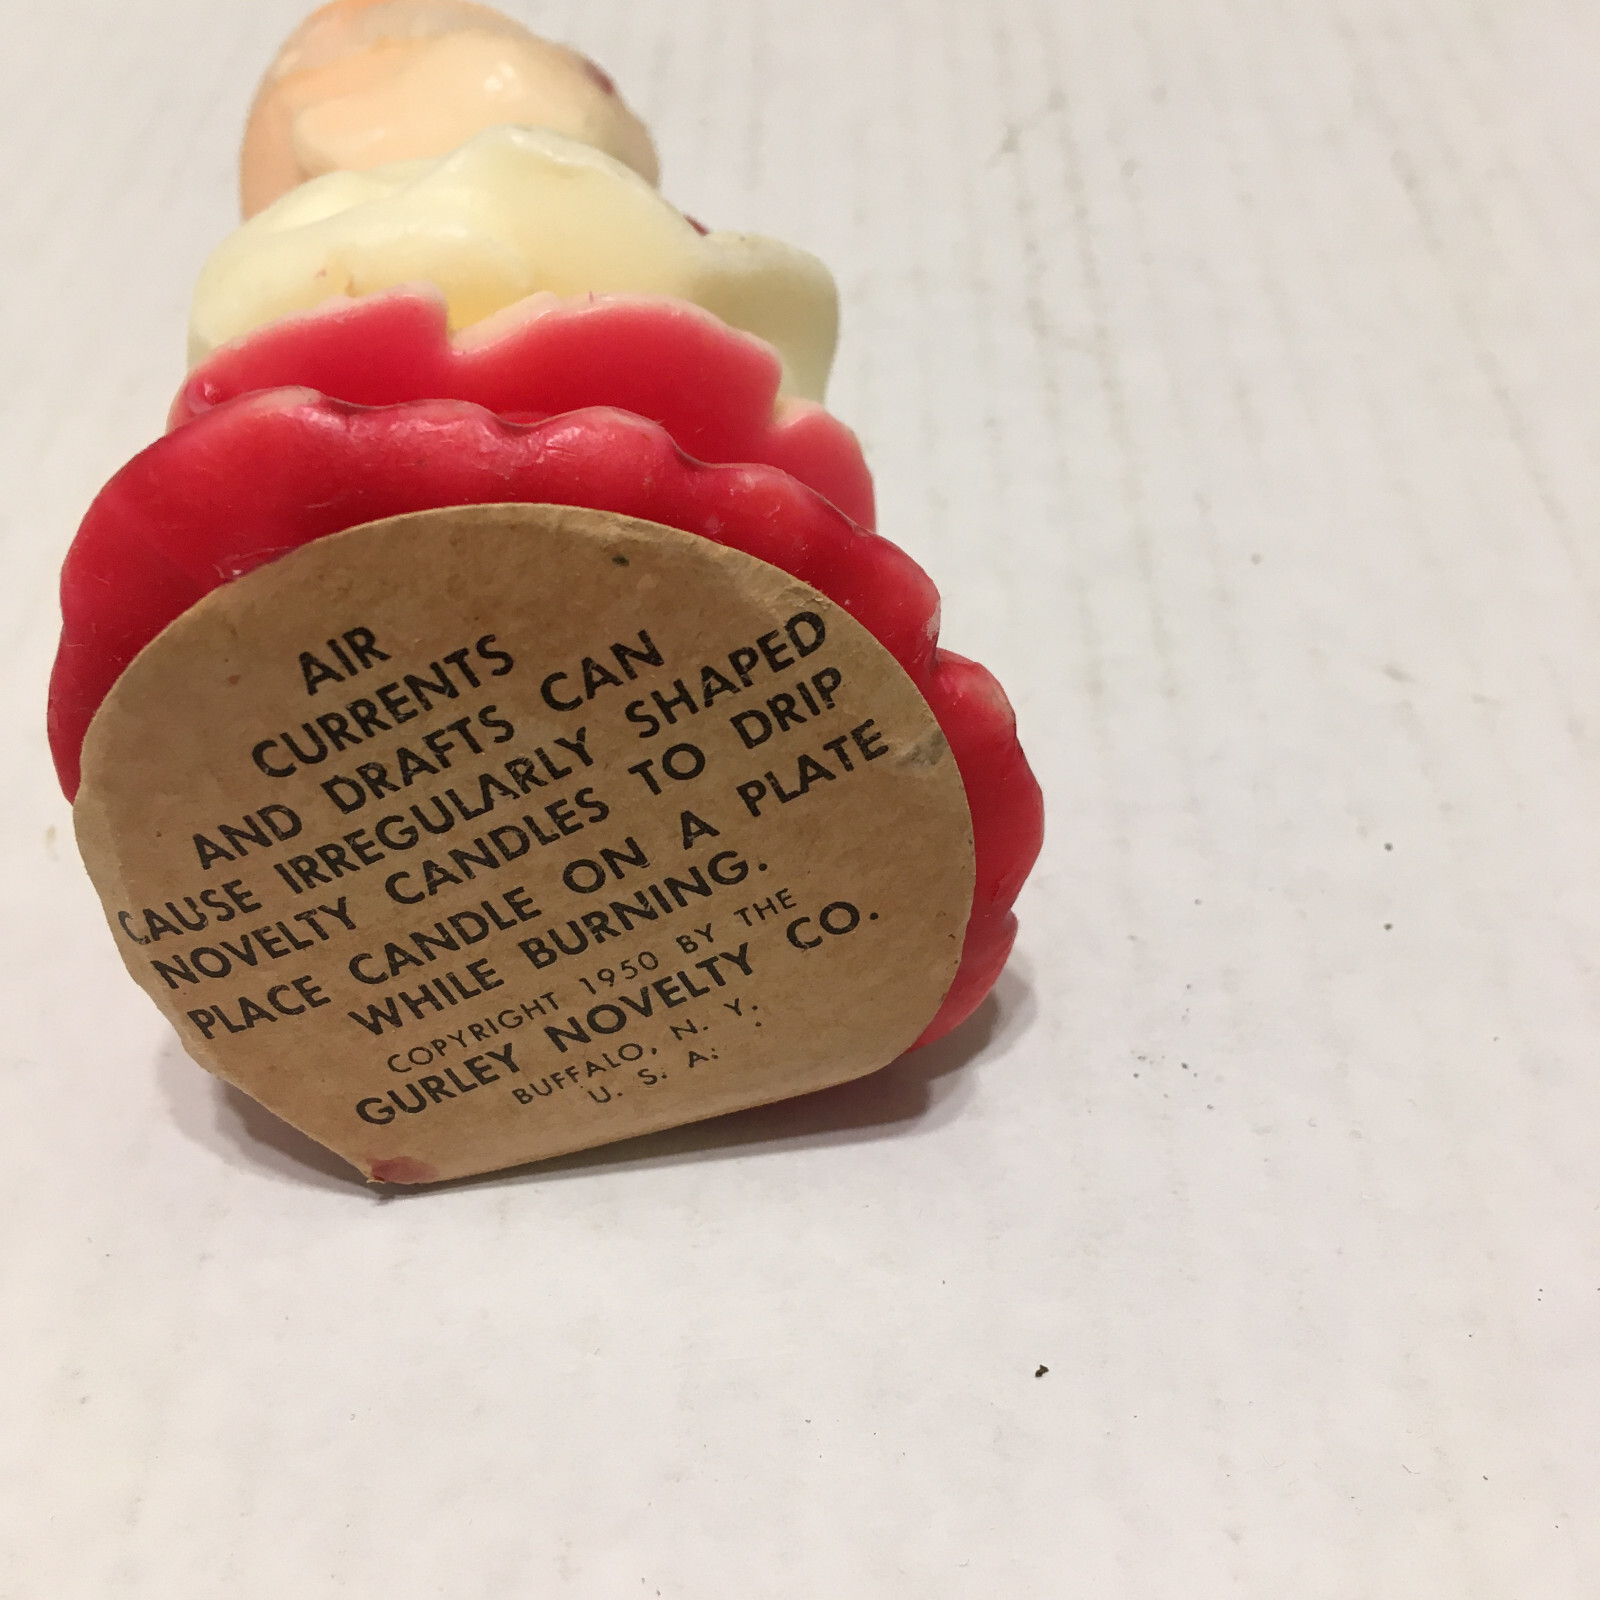 AIR
CURRENTS
AND DRAFTS CAN
CAUSE IRREGULARLY SHAPED
NOVELTY CANDLES TO DRIP
PLACE CANDLE ON A PLATE
WHILE BURNING.
COPYRIGHT 1950 BY THE
GURLEY NOVELTY CO.
BUFFALO, N. Y.
U. S. A.